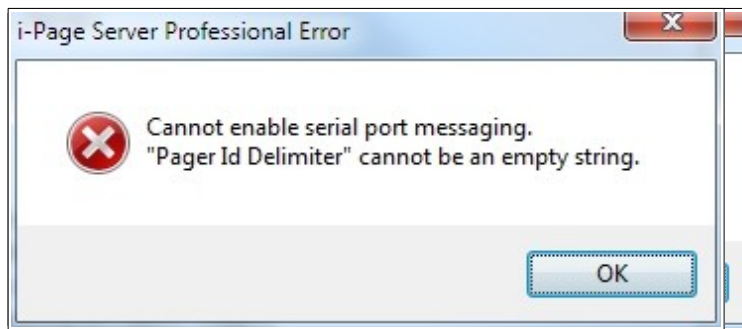 i-Page Server Professional Error
Cannot enable serial port messaging.
"Pager Id Delimiter" cannot be an empty string.
OK